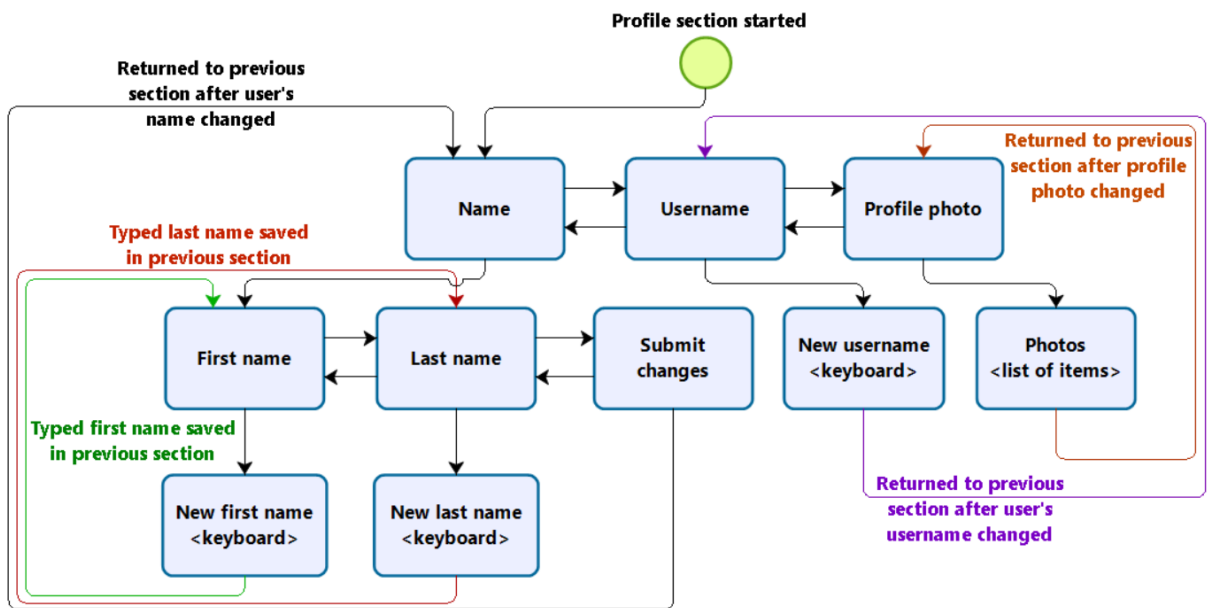 Profile section started
Returned to previous
section after user's
name changed
Returned to previous
section after profile
photo changed
Name
Username
Profile photo
Typed last name saved
in previous section
First name
Last name
Submit
changes
New username
<keyboard>
Photos
<list of items>
Typed first name saved
in previous section
New first name
<keyboard>
New last name
<keyboard>
Returned to previous
section after user's
username changed